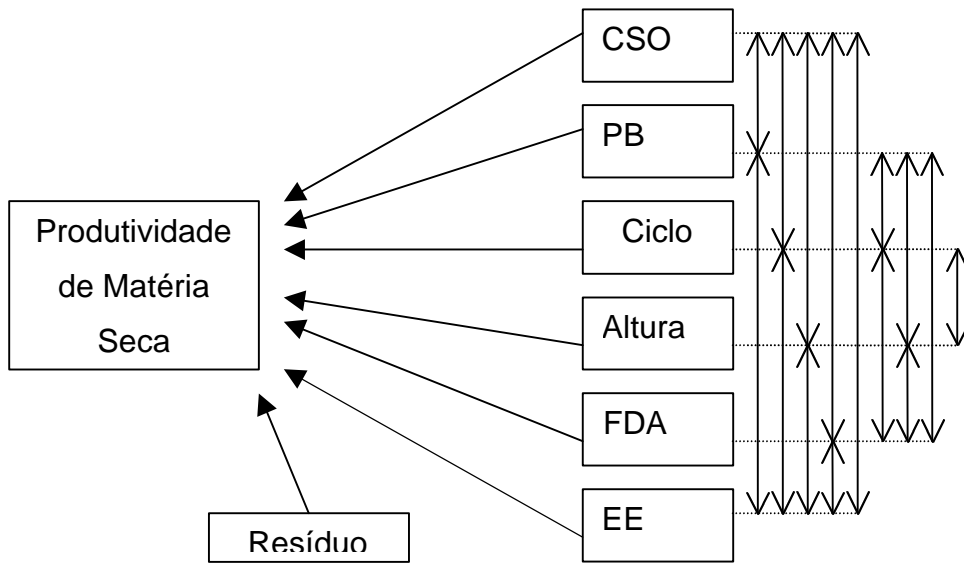 CSO
PB
Produtividade
de Matéria
Seca
Ciclo
Altura
FDA
EE
Resíduo